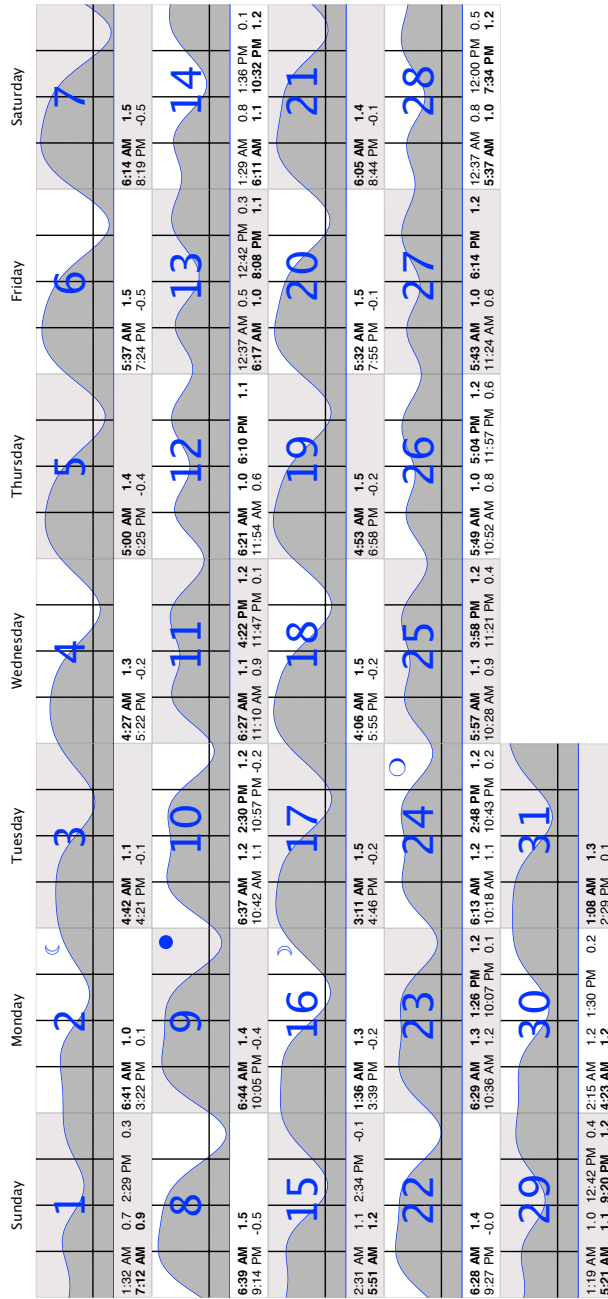 Sunday Monday Tuesday Wednesday Thursday Friday Saturday
1 2 3 4 5 6 7
1:32 AM 0.7 2:29 PM 0.3 6:41 AM 1.0 4:42 AM 1.1 4:27 AM 1.3 5:00 AM 1.4 5:37 AM 1.5 6:14 AM 1.5
7:12 AM 0.9 3:22 PM 0.1 4:21 PM -0.1 5:22 PM -0.2 6:25 PM -0.4 7:24 PM -0.5 8:19 PM -0.5
8 9 10 11 12 13 14
6:39 AM 1.5 6:44 AM 1.4 6:37 AM 1.2 2:30 PM 1.2 6:27 AM 1.1 4:22 PM 1.2 6:21 AM 1.0 6:10 PM 1.1 12:37 AM 0.5 12:42 PM 0.3 1:29 AM 0.8 1:36 PM 0.1
9:14 PM -0.5 10:05 PM -0.4 10:42 AM 1.1 10:57 PM -0.2 11:10 AM 0.9 11:47 PM 0.1 11:54 AM 0.6 6:17 AM 1.0 8:08 PM 1.1 6:11 AM 1.1 10:32 PM 1.2
15 16 17 18 19 20 21
2:31 AM 1.1 2:34 PM -0.1 1:36 AM 1.3 3:11 AM 1.5 4:06 AM 1.5 4:53 AM 1.5 5:32 AM 1.5 6:05 AM 1.4
5:51 AM 1.2 3:39 PM -0.2 4:46 PM -0.2 5:55 PM -0.2 6:58 PM -0.2 7:55 PM -0.1 8:44 PM -0.1
22 23 24 25 26 27 28
6:28 AM 1.4 6:29 AM 1.3 1:26 PM 1.2 6:13 AM 1.2 2:48 PM 1.2 5:57 AM 1.1 3:58 PM 1.2 5:49 AM 1.0 5:04 PM 1.2 5:43 AM 1.0 6:14 PM 1.2 12:37 AM 0.8 12:00 PM 0.5
9:27 PM -0.0 10:36 AM 1.2 10:07 PM 0.1 10:18 AM 1.1 10:43 PM 0.2 10:28 AM 0.9 11:21 PM 0.4 10:52 AM 0.8 11:57 PM 0.6 11:24 AM 0.6 5:37 AM 1.0 7:34 PM 1.2
29 30 31
1:19 AM 1.0 12:42 PM 0.4 2:15 AM 1.2 1:30 PM 0.2 1:08 AM 1.3
5:21 AM 1.1 9:20 PM 1.2 4:23 AM 1.2 2:29 PM 0.1